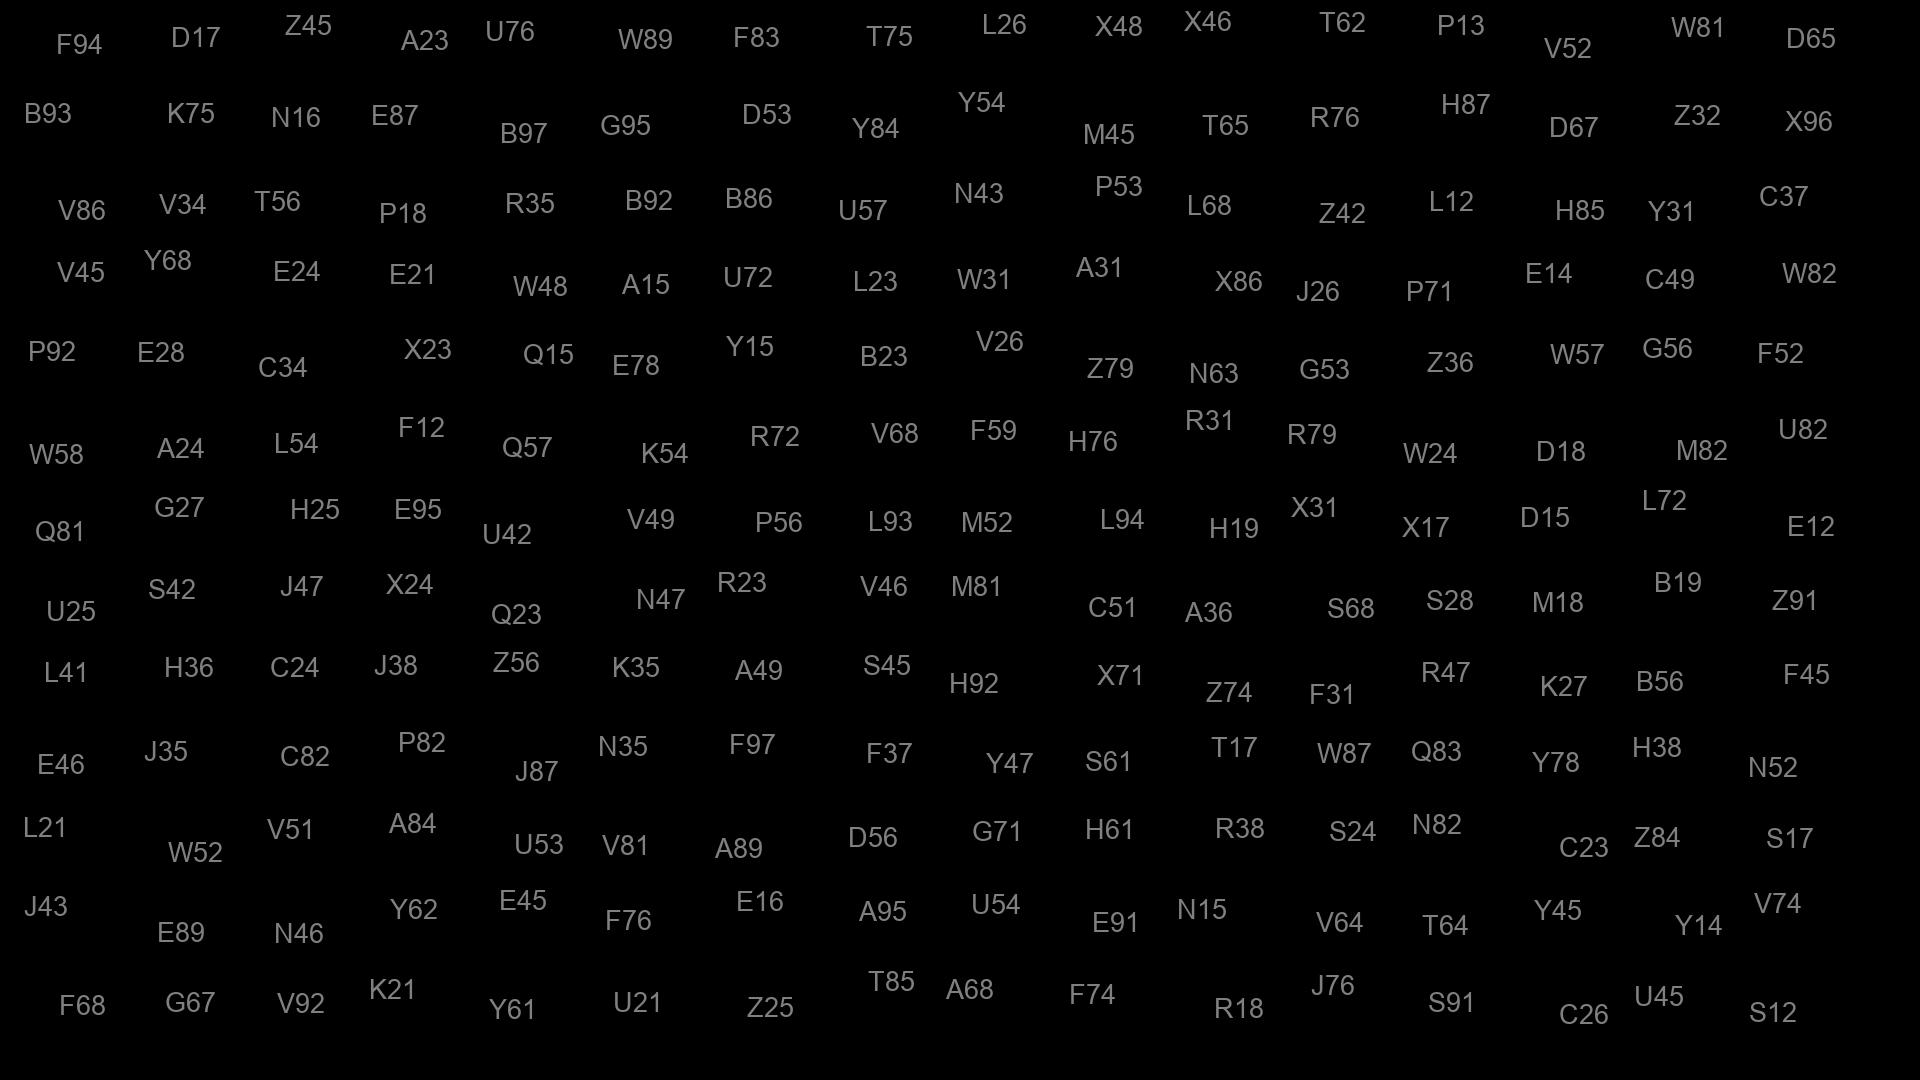 F94 D17 Z45 A23 U76 W89 F83 T75 L26 X48 X46 T62 P13 V52 W81 D65
B93 K75 N16 E87 B97 G95 D53 Y84 Y54 M45 T65 R76 H87 D67 Z32 X96
V86 V34 T56 P18 R35 B92 B86 U57 N43 P53 L68 Z42 L12 H85 Y31 C37
V45 Y68 E24 E21 W48 A15 U72 L23 W31 A31 X86 J26 P71 E14 C49 W82
P92 E28 C34 X23 Q15 E78 Y15 B23 V26 Z79 N63 G53 Z36 W57 G56 F52
W58 A24 L54 F12 Q57 K54 R72 V68 F59 H76 R31 R79 W24 D18 M82 U82
Q81 G27 H25 E95 U42 V49 P56 L93 M52 L94 H19 X31 X17 D15 L72 E12
U25 S42 J47 X24 Q23 N47 R23 V46 M81 C51 A36 S68 S28 M18 B19 Z91
L41 H36 C24 J38 Z56 K35 A49 S45 H92 X71 Z74 F31 R47 K27 B56 F45
E46 J35 C82 P82 J87 N35 F97 F37 Y47 S61 T17 W87 Q83 Y78 H38 N52
L21 W52 V51 A84 U53 V81 A89 D56 G71 H61 R38 S24 N82 C23 Z84 S17
J43 E89 N46 Y62 E45 F76 E16 A95 U54 E91 N15 V64 T64 Y45 Y14 V74
F68 G67 V92 K21 Y61 U21 Z25 T85 A68 F74 R18 J76 S91 C26 U45 S12